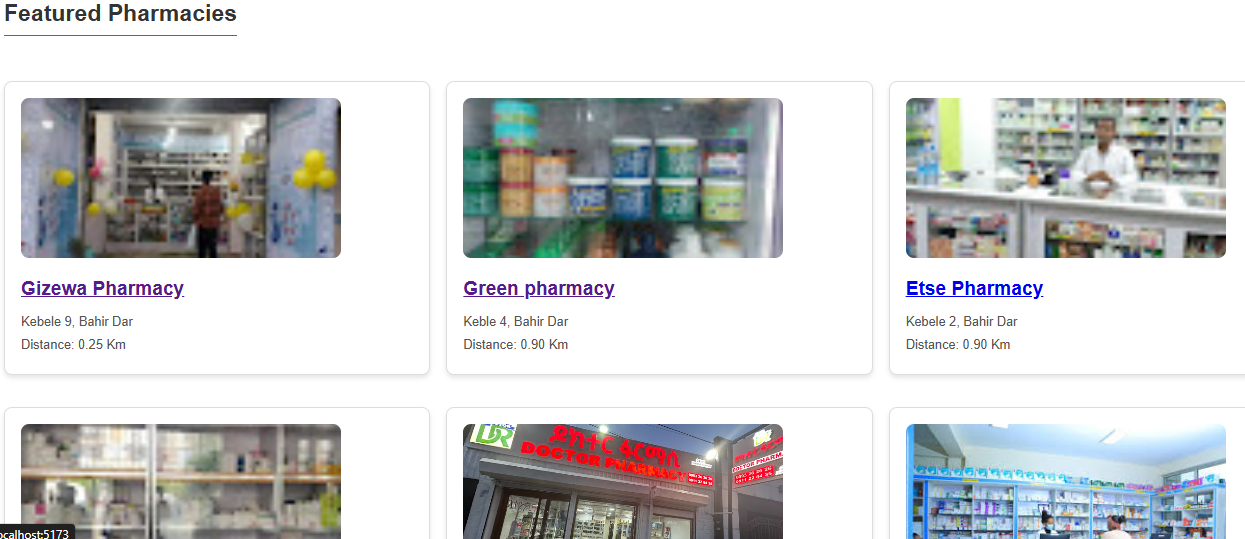 Featured Pharmacies
Gizewa Pharmacy
Kebele 9, Bahir Dar
Distance: 0.25 Km
Green pharmacy
Keble 4, Bahir Dar
Distance: 0.90 Km
Etse Pharmacy
Kebele 2, Bahir Dar
Distance: 0.90 Km
DR
ዶክተር ፋርማሲ
DOCTOR PHARMACY
ocalhost:5173